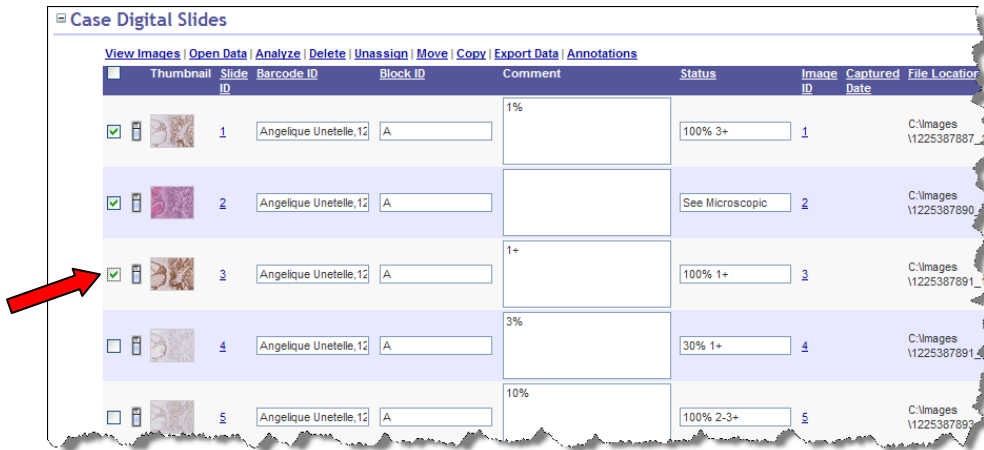 Case Digital Slides
View Images | Open Data | Analyze | Delete | Unassign | Move | Copy | Export Data | Annotations
Thumbnail Slide ID Barcode ID Block ID Comment Status Image ID Captured Date File Location
1 Angelique Unetelle,12 A 1% 100% 3+ 1 C:\Images
\1225387887_
2 Angelique Unetelle,12 A See Microscopic 2 C:\Images
\1225387890_
3 Angelique Unetelle,12 A 1+ 100% 1+ 3 C:\Images
\1225387891_1
4 Angelique Unetelle,12 A 3% 30% 1+ 4 C:\Images
\1225387891_
5 Angelique Unetelle,12 A 10% 100% 2-3+ 5 C:\Images
\1225387893_